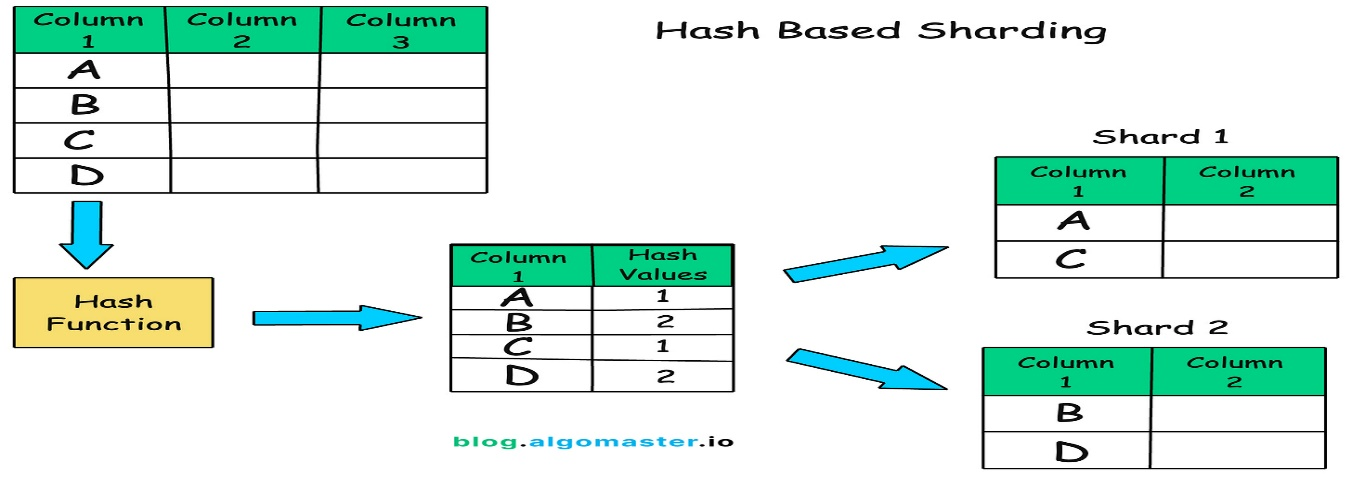 Hash Based Sharding
Column 1 Column 2 Column 3
A
B
C
D
Hash
Function
Column 1 Hash Values
A 1
B 2
C 1
D 2
Shard 1
Column 1 Column 2
A
C
Shard 2
Column 1 Column 2
B
D
blog.algomaster.io